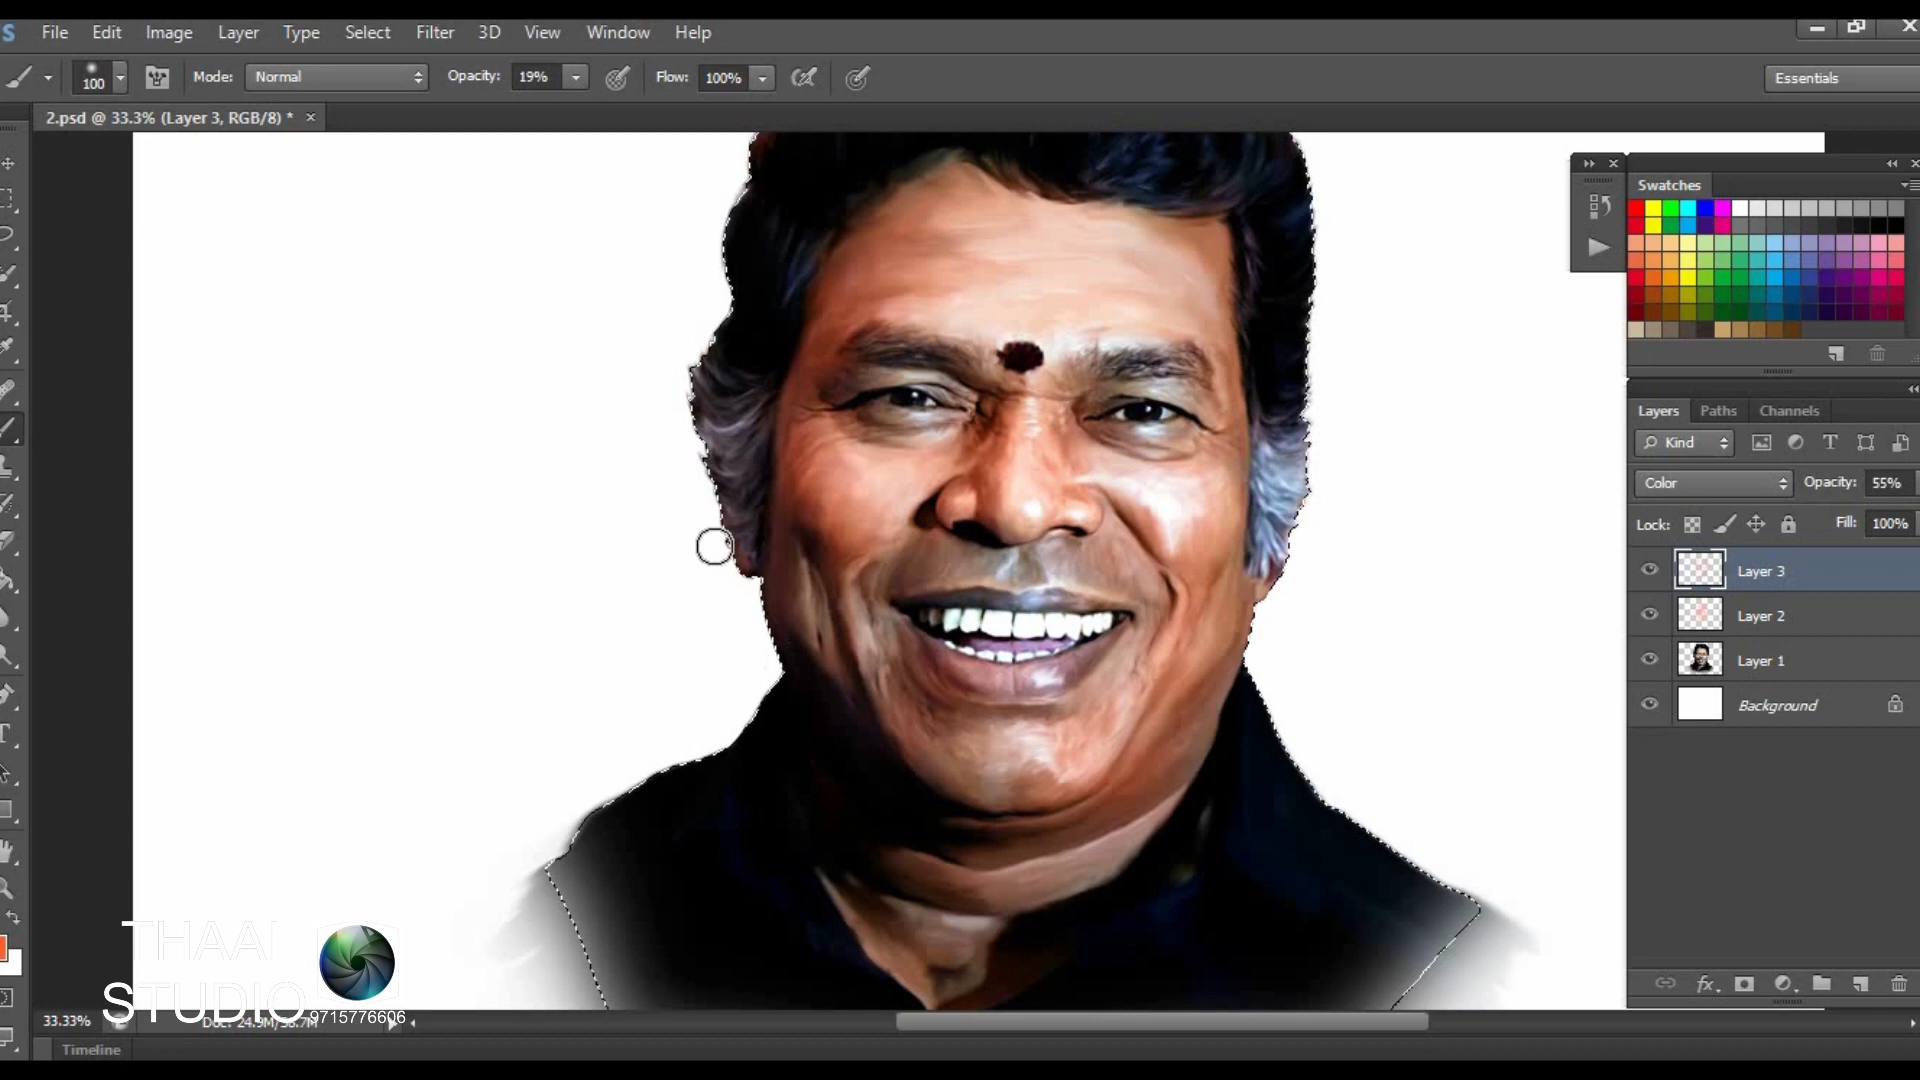 File Edit Image Layer Type Select Filter 3D View Window Help
100 Mode: Normal Opacity: 19% Flow: 100% Essentials
2.psd @ 33.3% (Layer 3, RGB/8) * ×
Swatches
Layers Paths Channels
Kind
Color Opacity: 55%
Lock: Fill: 100%
Layer 3
Layer 2
Layer 1
Background
THAAI
STUDIO
9715776606
33.33%
Timeline